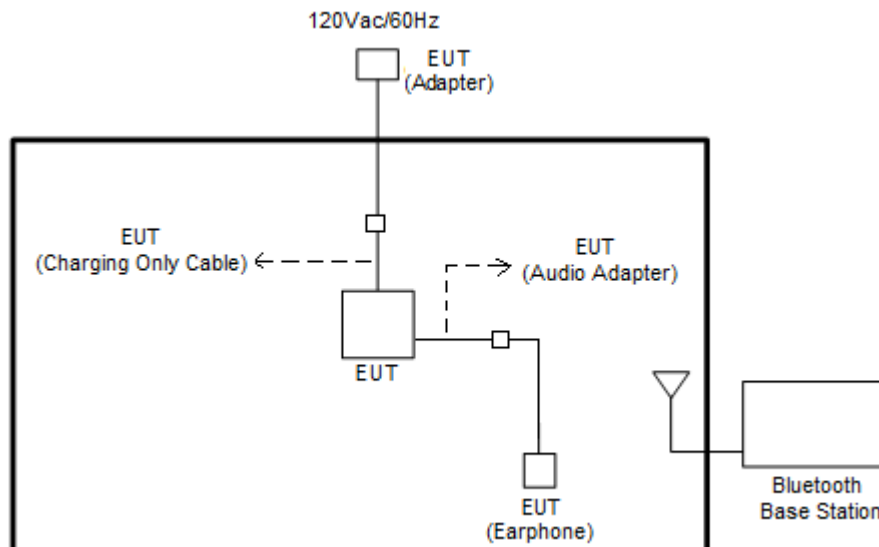 120Vac/60Hz
EUT
(Adapter)
EUT
(Charging Only Cable)
EUT
(Audio Adapter)
EUT
EUT
(Earphone)
Bluetooth
Base Station